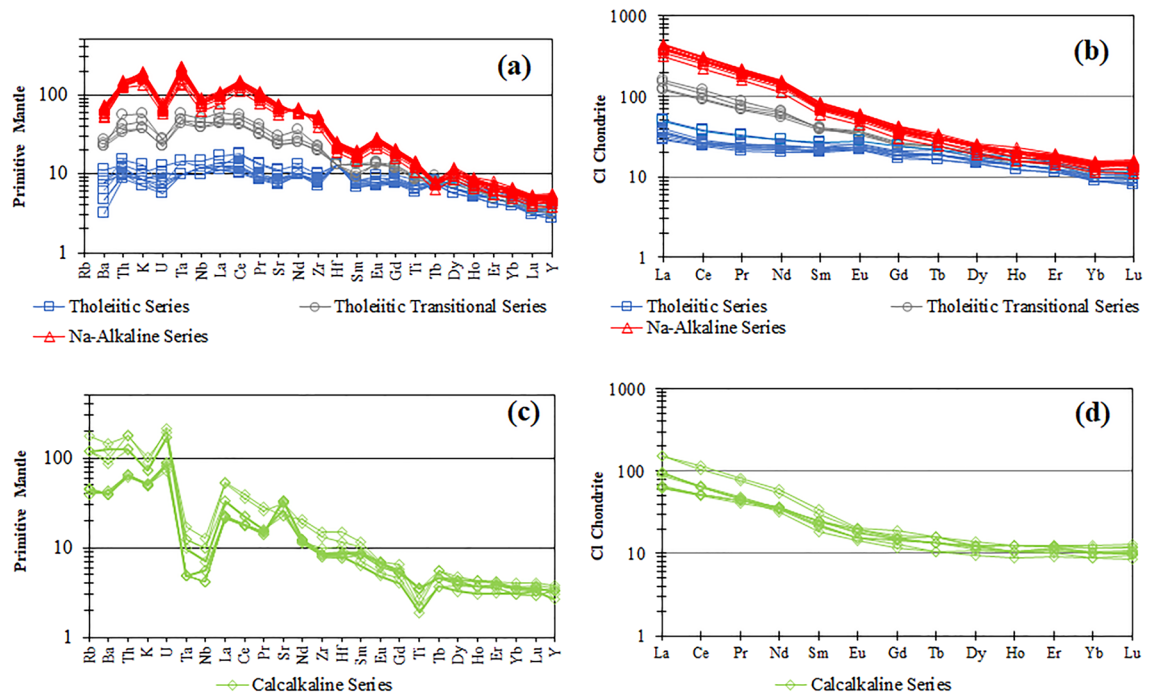 (a)
Primitive Mantle
100
10
1
Rb Ba Th K U Ta Nb La Ce Pr Sr Nd Zr Hf Sm Eu Gd Ti Tb Dy Ho Er Yb Lu Y
Tholeiitic Series
Tholeiitic Transitional Series
Na-Alkaline Series
(b)
Cl Chondrite
1000
100
10
1
La Ce Pr Nd Sm Eu Gd Tb Dy Ho Er Yb Lu
Tholeiitic Series
Tholeiitic Transitional Series
Na-Alkaline Series
(c)
Primitive Mantle
100
10
1
Rb Ba Th K U Ta Nb La Ce Pr Sr Nd Zr Hf Sm Eu Gd Ti Tb Dy Ho Er Yb Lu Y
Calcalkaline Series
(d)
Cl Chondrite
1000
100
10
1
La Ce Pr Nd Sm Eu Gd Tb Dy Ho Er Yb Lu
Calcalkaline Series